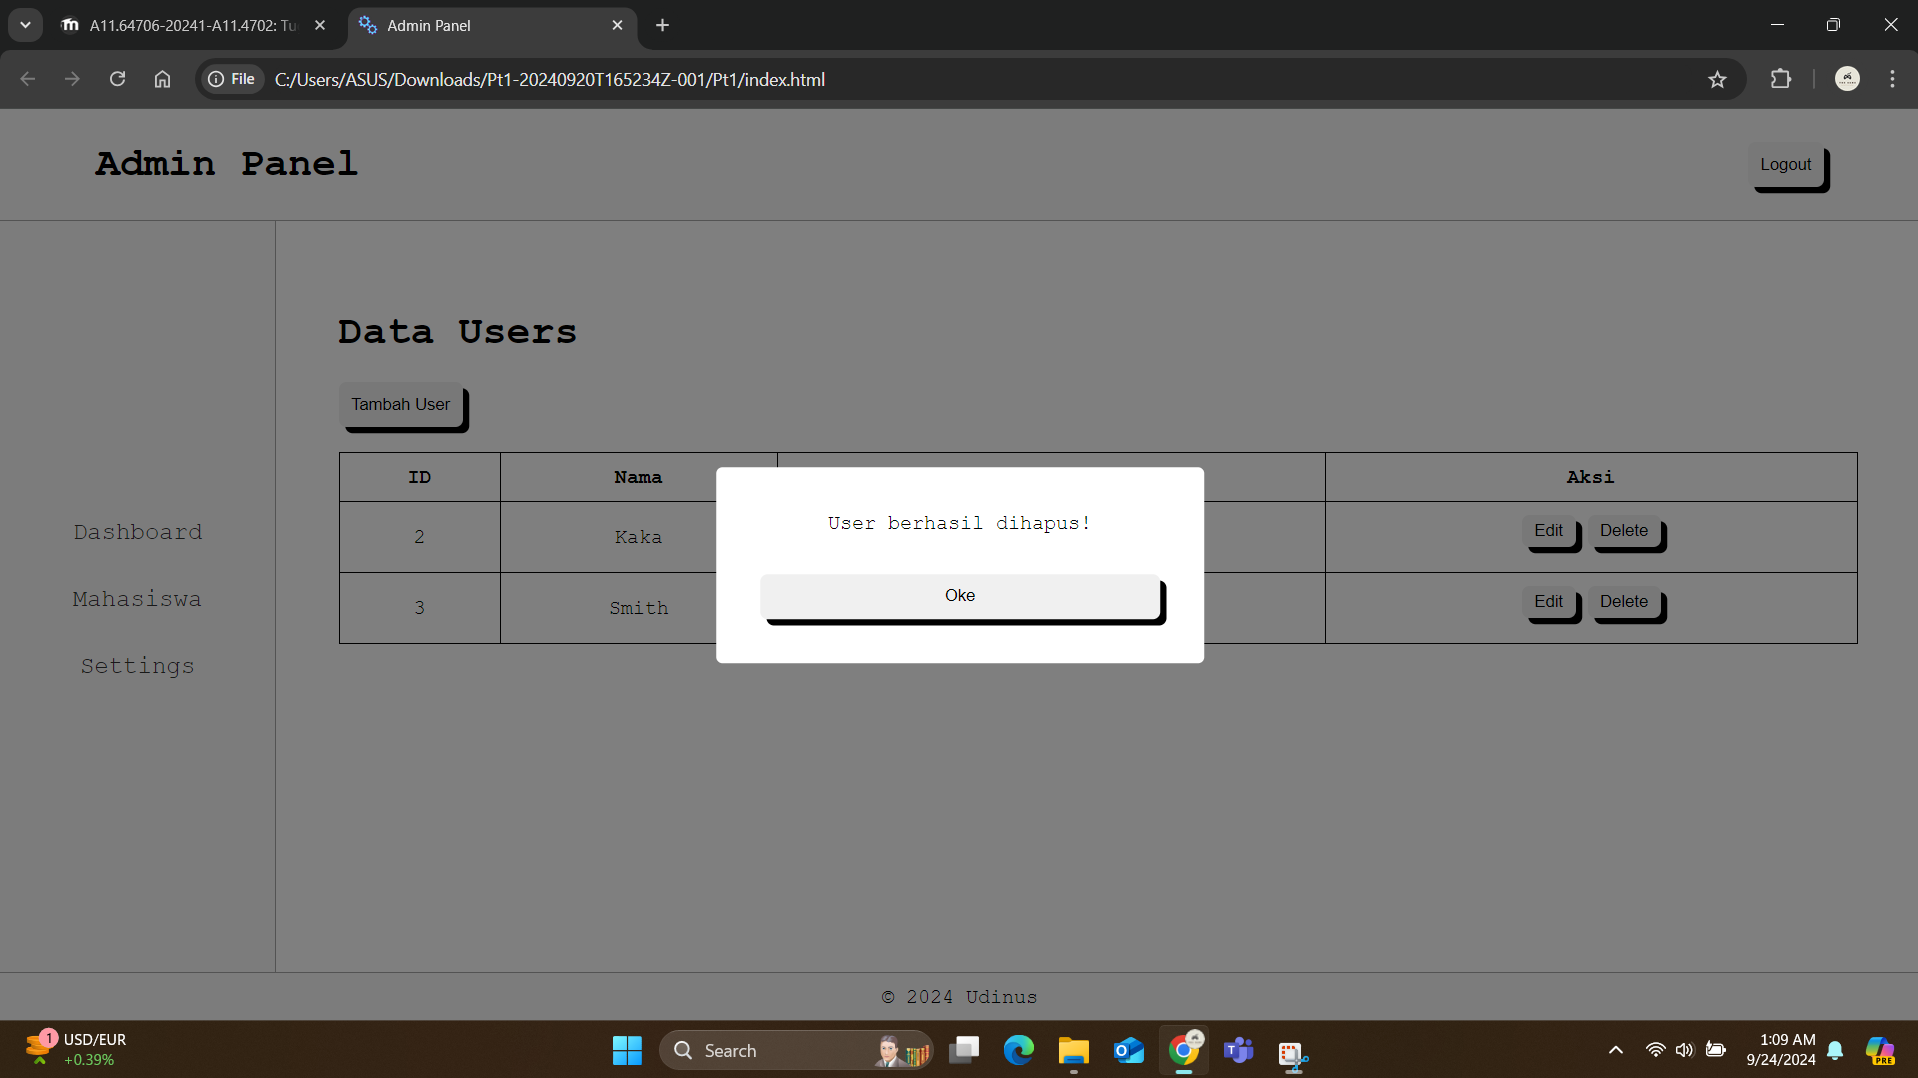 A11.64706-20241-A11.4702: Tu
Admin Panel
File
C:/Users/ASUS/Downloads/Pt1-20240920T165234Z-001/Pt1/index.html
Admin Panel
Logout
Data Users
Tambah User
ID Nama Aksi
2 Kaka Edit Delete
3 Smith Edit Delete
User berhasil dihapus!
Oke
Dashboard
Mahasiswa
Settings
© 2024 Udinus
1
USD/EUR
+0.39%
Search
1:09 AM
9/24/2024
PRE